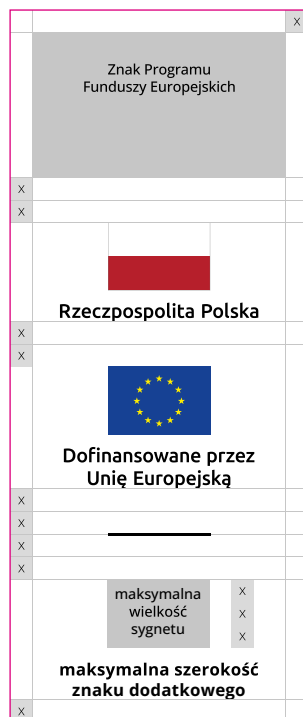 X
Znak Programu
Funduszy Europejskich
X
X
Rzeczpospolita Polska
X
X
Dofinansowane przez
Unię Europejską
X
X
X
X
maksymalna
wielkość
sygnetu
X
X
X
maksymalna szerokość
znaku dodatkowego
X